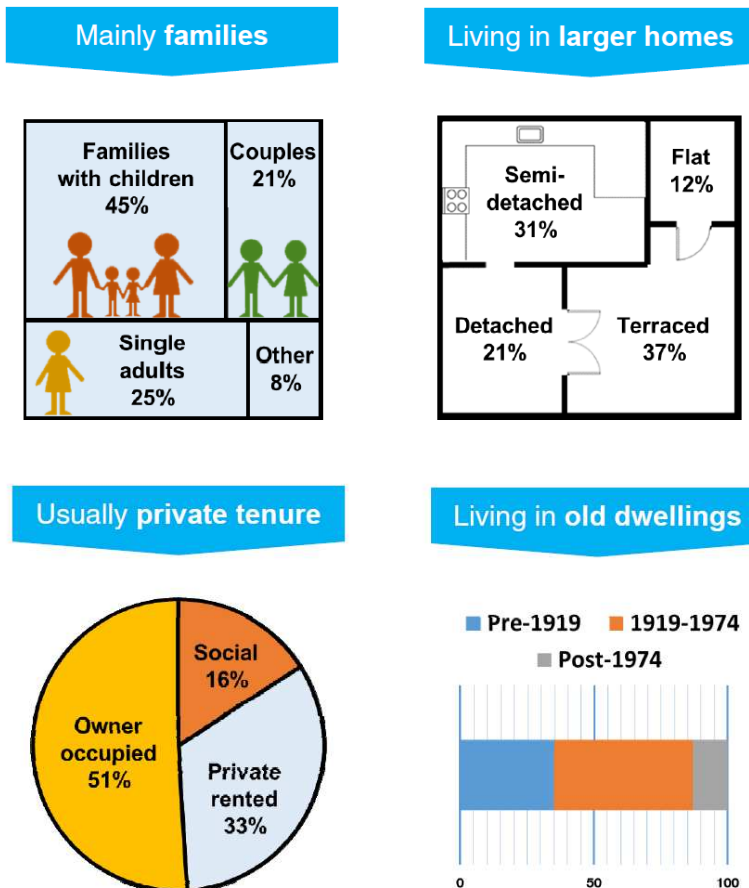 Mainly families
Families
with children
45%
Couples
21%
Single
adults
25%
Other
8%
Living in larger homes
Semi-
detached
31%
Flat
12%
Detached
21%
Terraced
37%
Usually private tenure
Social
16%
Owner
occupied
51%
Private
rented
33%
Living in old dwellings
Pre-1919 1919-1974
Post-1974
0 50 100